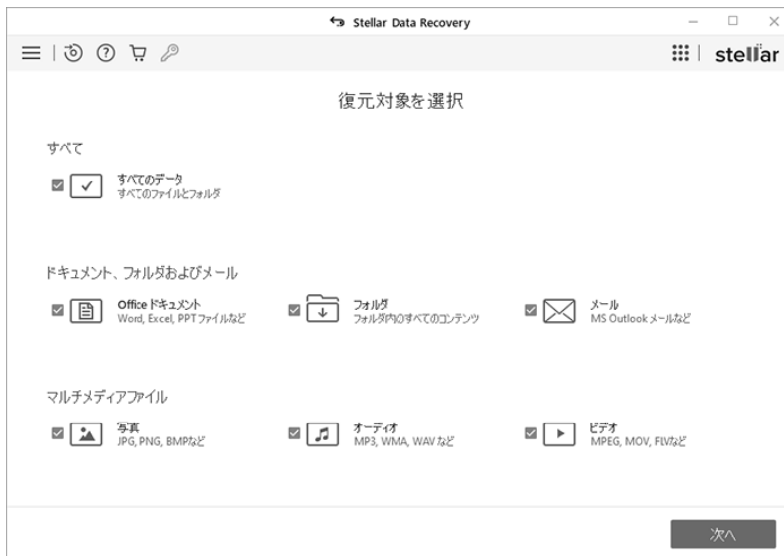 Stellar Data Recovery
stellar
復元対象を選択
すべて
すべてのデータ
すべてのファイルとフォルダ
ドキュメント、フォルダおよびメール
Office ドキュメント
Word, Excel, PPTファイルなど
フォルダ
フォルダ内のすべてのコンテンツ
メール
MS Outlook メールなど
マルチメディアファイル
写真
JPG, PNG, BMPなど
オーディオ
MP3, WMA, WAV など
ビデオ
MPEG, MOV, FLVなど
次へ